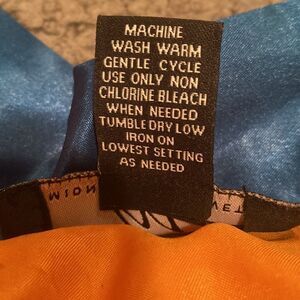 MACHINE
WASH WARM
GENTLE CYCLE
USE ONLY NON
CHLORINE BLEACH
WHEN NEEDED
TUMBLE DRY LOW
IRON ON
LOWEST SETTING
AS NEEDED